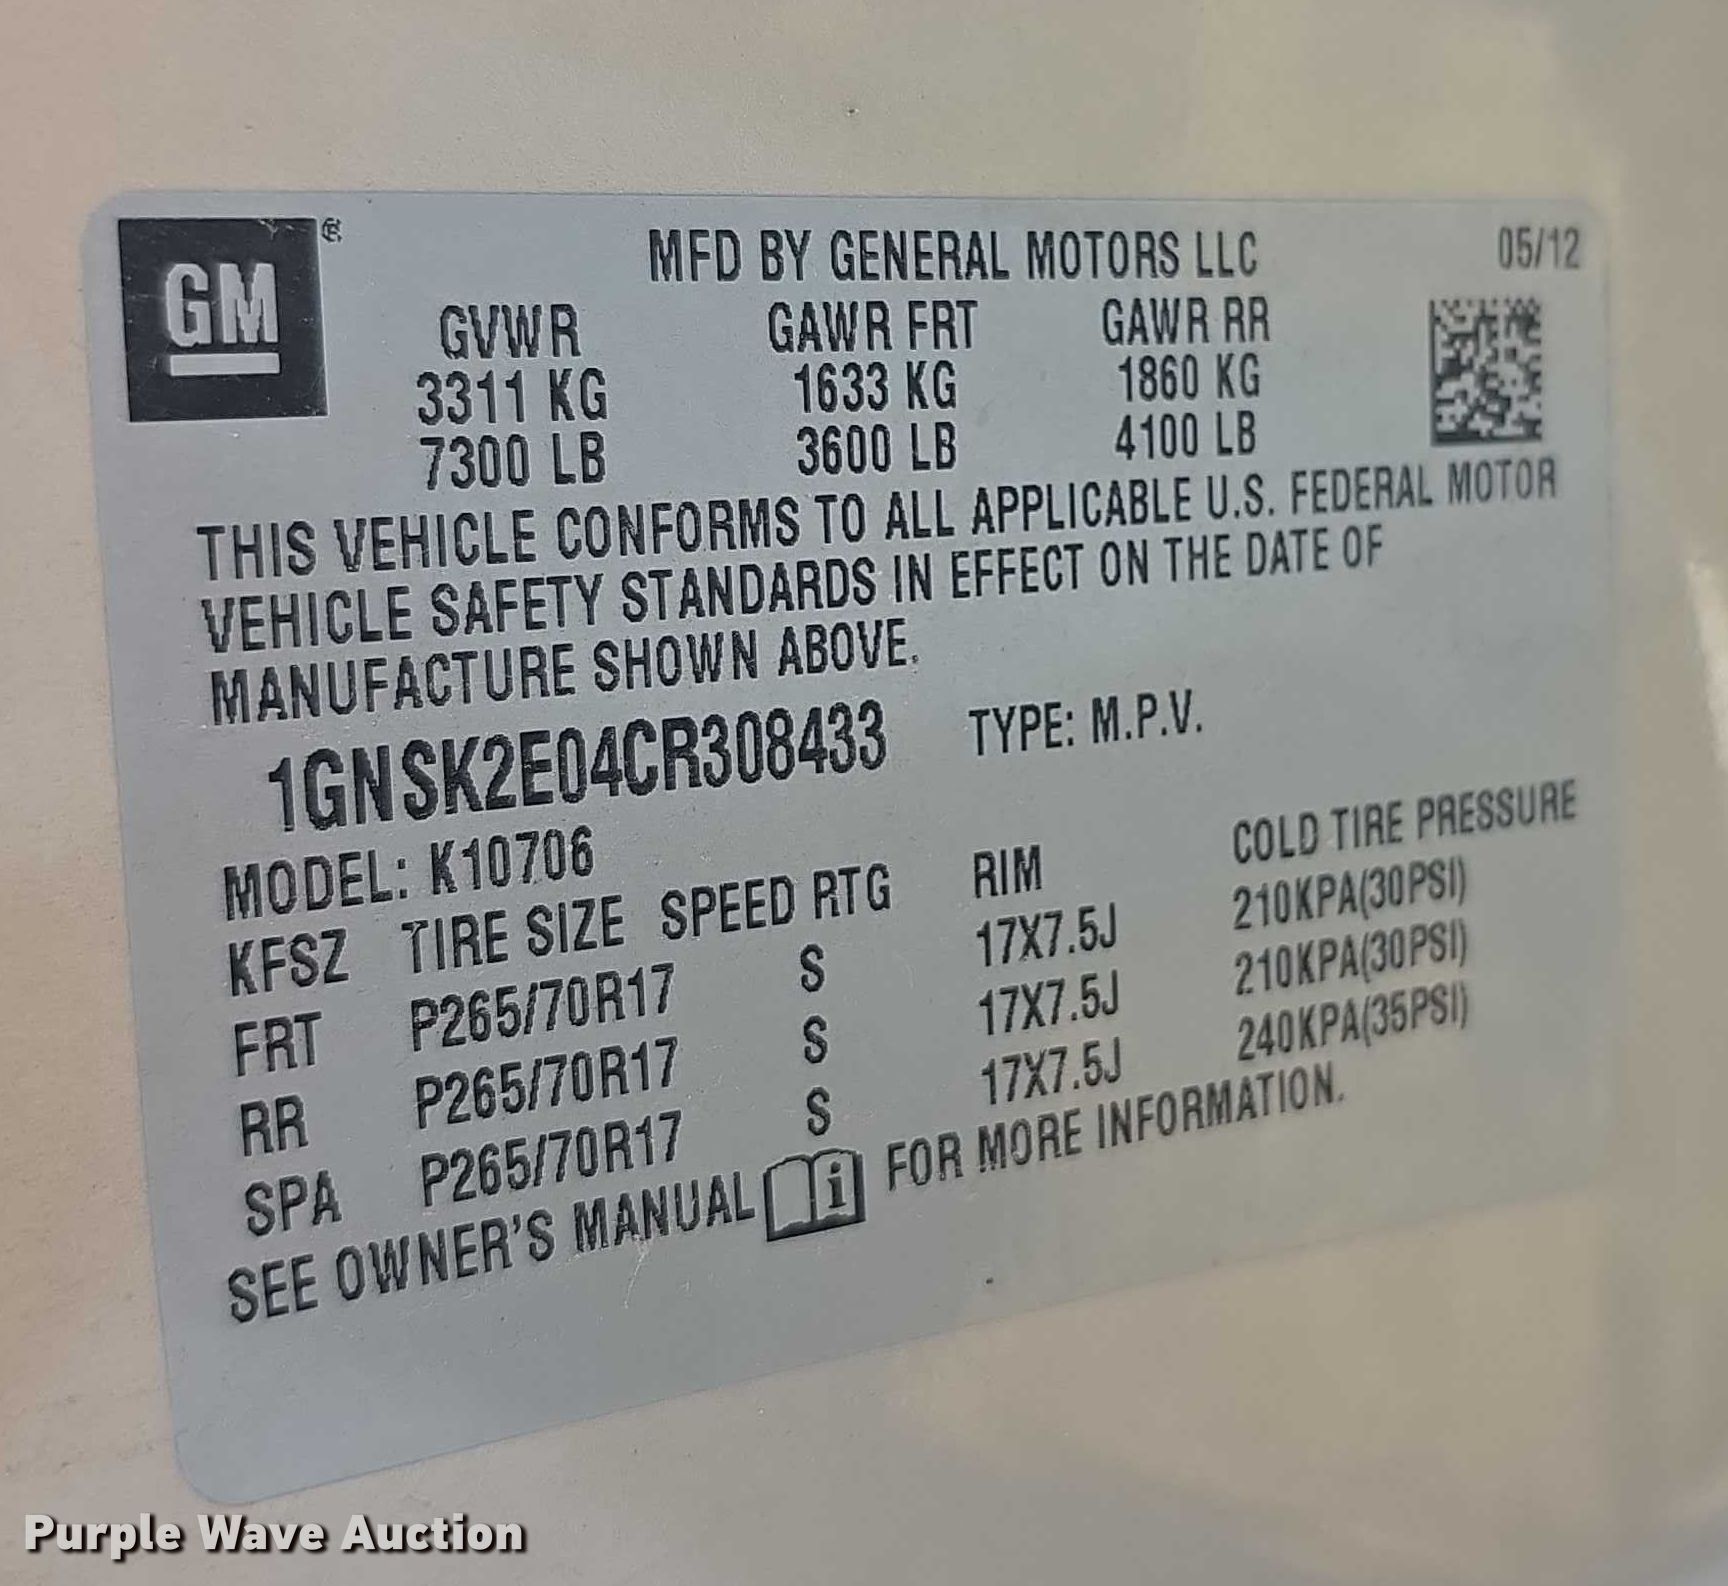 GM ®
MFD BY GENERAL MOTORS LLC 05/12
GVWR GAWR FRT GAWR RR
3311 KG 1633 KG 1860 KG
7300 LB 3600 LB 4100 LB
THIS VEHICLE CONFORMS TO ALL APPLICABLE U.S. FEDERAL MOTOR
VEHICLE SAFETY STANDARDS IN EFFECT ON THE DATE OF
MANUFACTURE SHOWN ABOVE.
1GNSK2E04CR308433 TYPE: M.P.V.
MODEL: K10706
KFSZ TIRE SIZE SPEED RTG RIM COLD TIRE PRESSURE
FRT P265/70R17 S 17X7.5J 210KPA(30PSI)
RR P265/70R17 S 17X7.5J 210KPA(30PSI)
SPA P265/70R17 S 17X7.5J 240KPA(35PSI)
SEE OWNER'S MANUAL i FOR MORE INFORMATION.
Purple Wave Auction